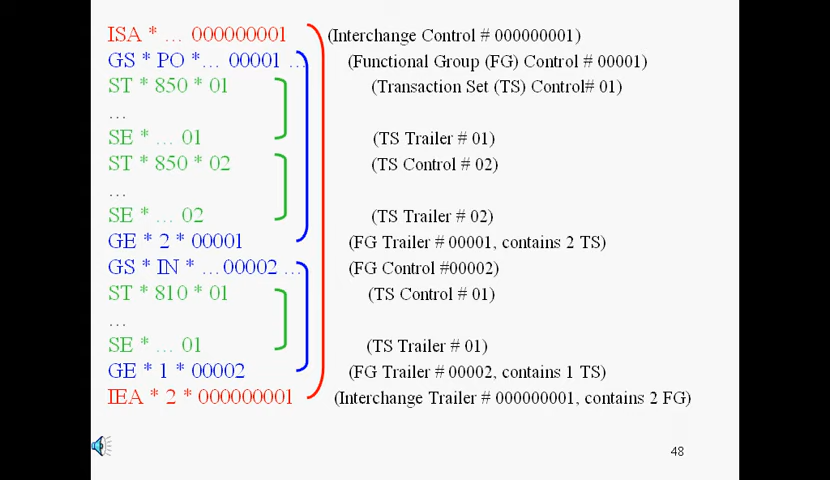 ISA * … 000000001 (Interchange Control # 000000001)
GS * PO *… 00001 … (Functional Group (FG) Control # 00001)
ST * 850 * 01 (Transaction Set (TS) Control# 01)
…
SE * … 01 (TS Trailer # 01)
ST * 850 * 02 (TS Control # 02)
…
SE * … 02 (TS Trailer # 02)
GE * 2 * 00001 (FG Trailer # 00001, contains 2 TS)
GS * IN * …00002 … (FG Control #00002)
ST * 810 * 01 (TS Control # 01)
…
SE * … 01 (TS Trailer # 01)
GE * 1 * 00002 (FG Trailer # 00002, contains 1 TS)
IEA * 2 * 000000001 (Interchange Trailer # 000000001, contains 2 FG)
48